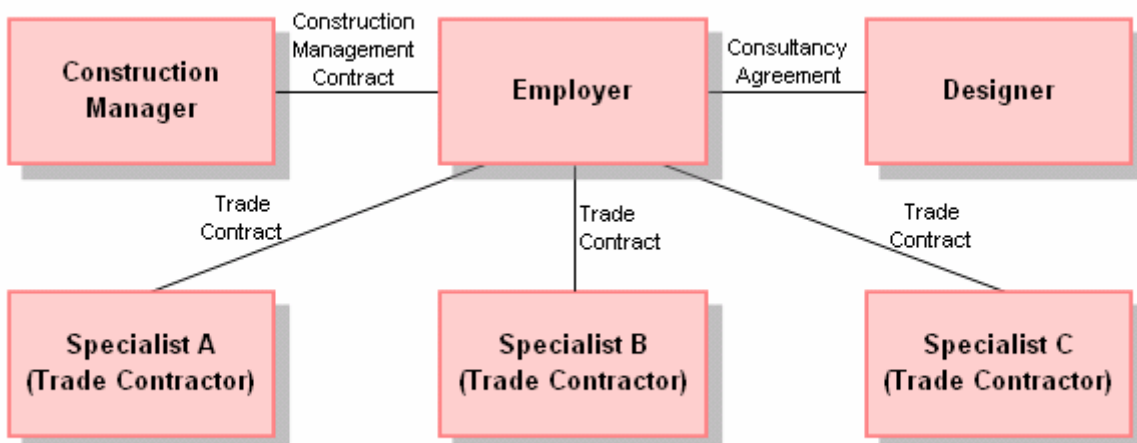 Construction
Management
Contract
Construction
Manager
Employer
Consultancy
Agreement
Designer
Trade
Contract
Trade
Contract
Trade
Contract
Specialist A
(Trade Contractor)
Specialist B
(Trade Contractor)
Specialist C
(Trade Contractor)